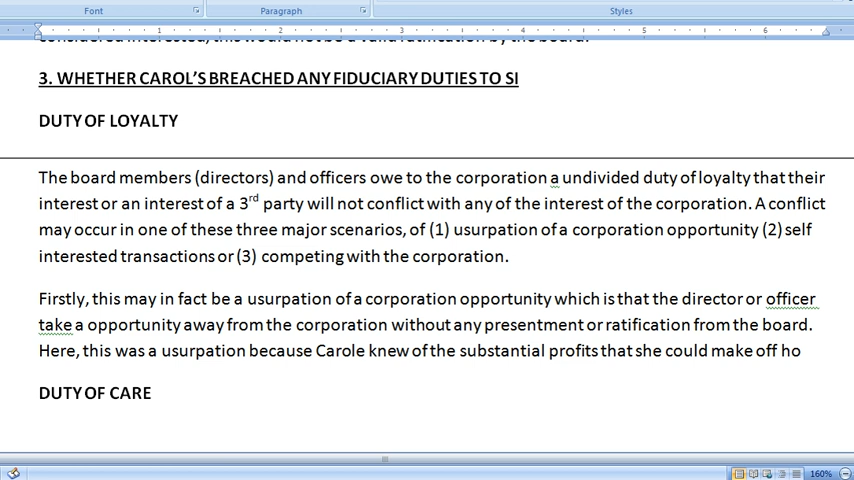 Font Paragraph Styles
1 2 3 4 5 6
3. WHETHER CAROL'S BREACHED ANY FIDUCIARY DUTIES TO SI
DUTY OF LOYALTY
The board members (directors) and officers owe to the corporation a undivided duty of loyalty that their
interest or an interest of a 3rd party will not conflict with any of the interest of the corporation. A conflict
may occur in one of these three major scenarios, of (1) usurpation of a corporation opportunity (2) self
interested transactions or (3) competing with the corporation.
Firstly, this may in fact be a usurpation of a corporation opportunity which is that the director or officer
take a opportunity away from the corporation without any presentment or ratification from the board.
Here, this was a usurpation because Carole knew of the substantial profits that she could make off ho
DUTY OF CARE
160%